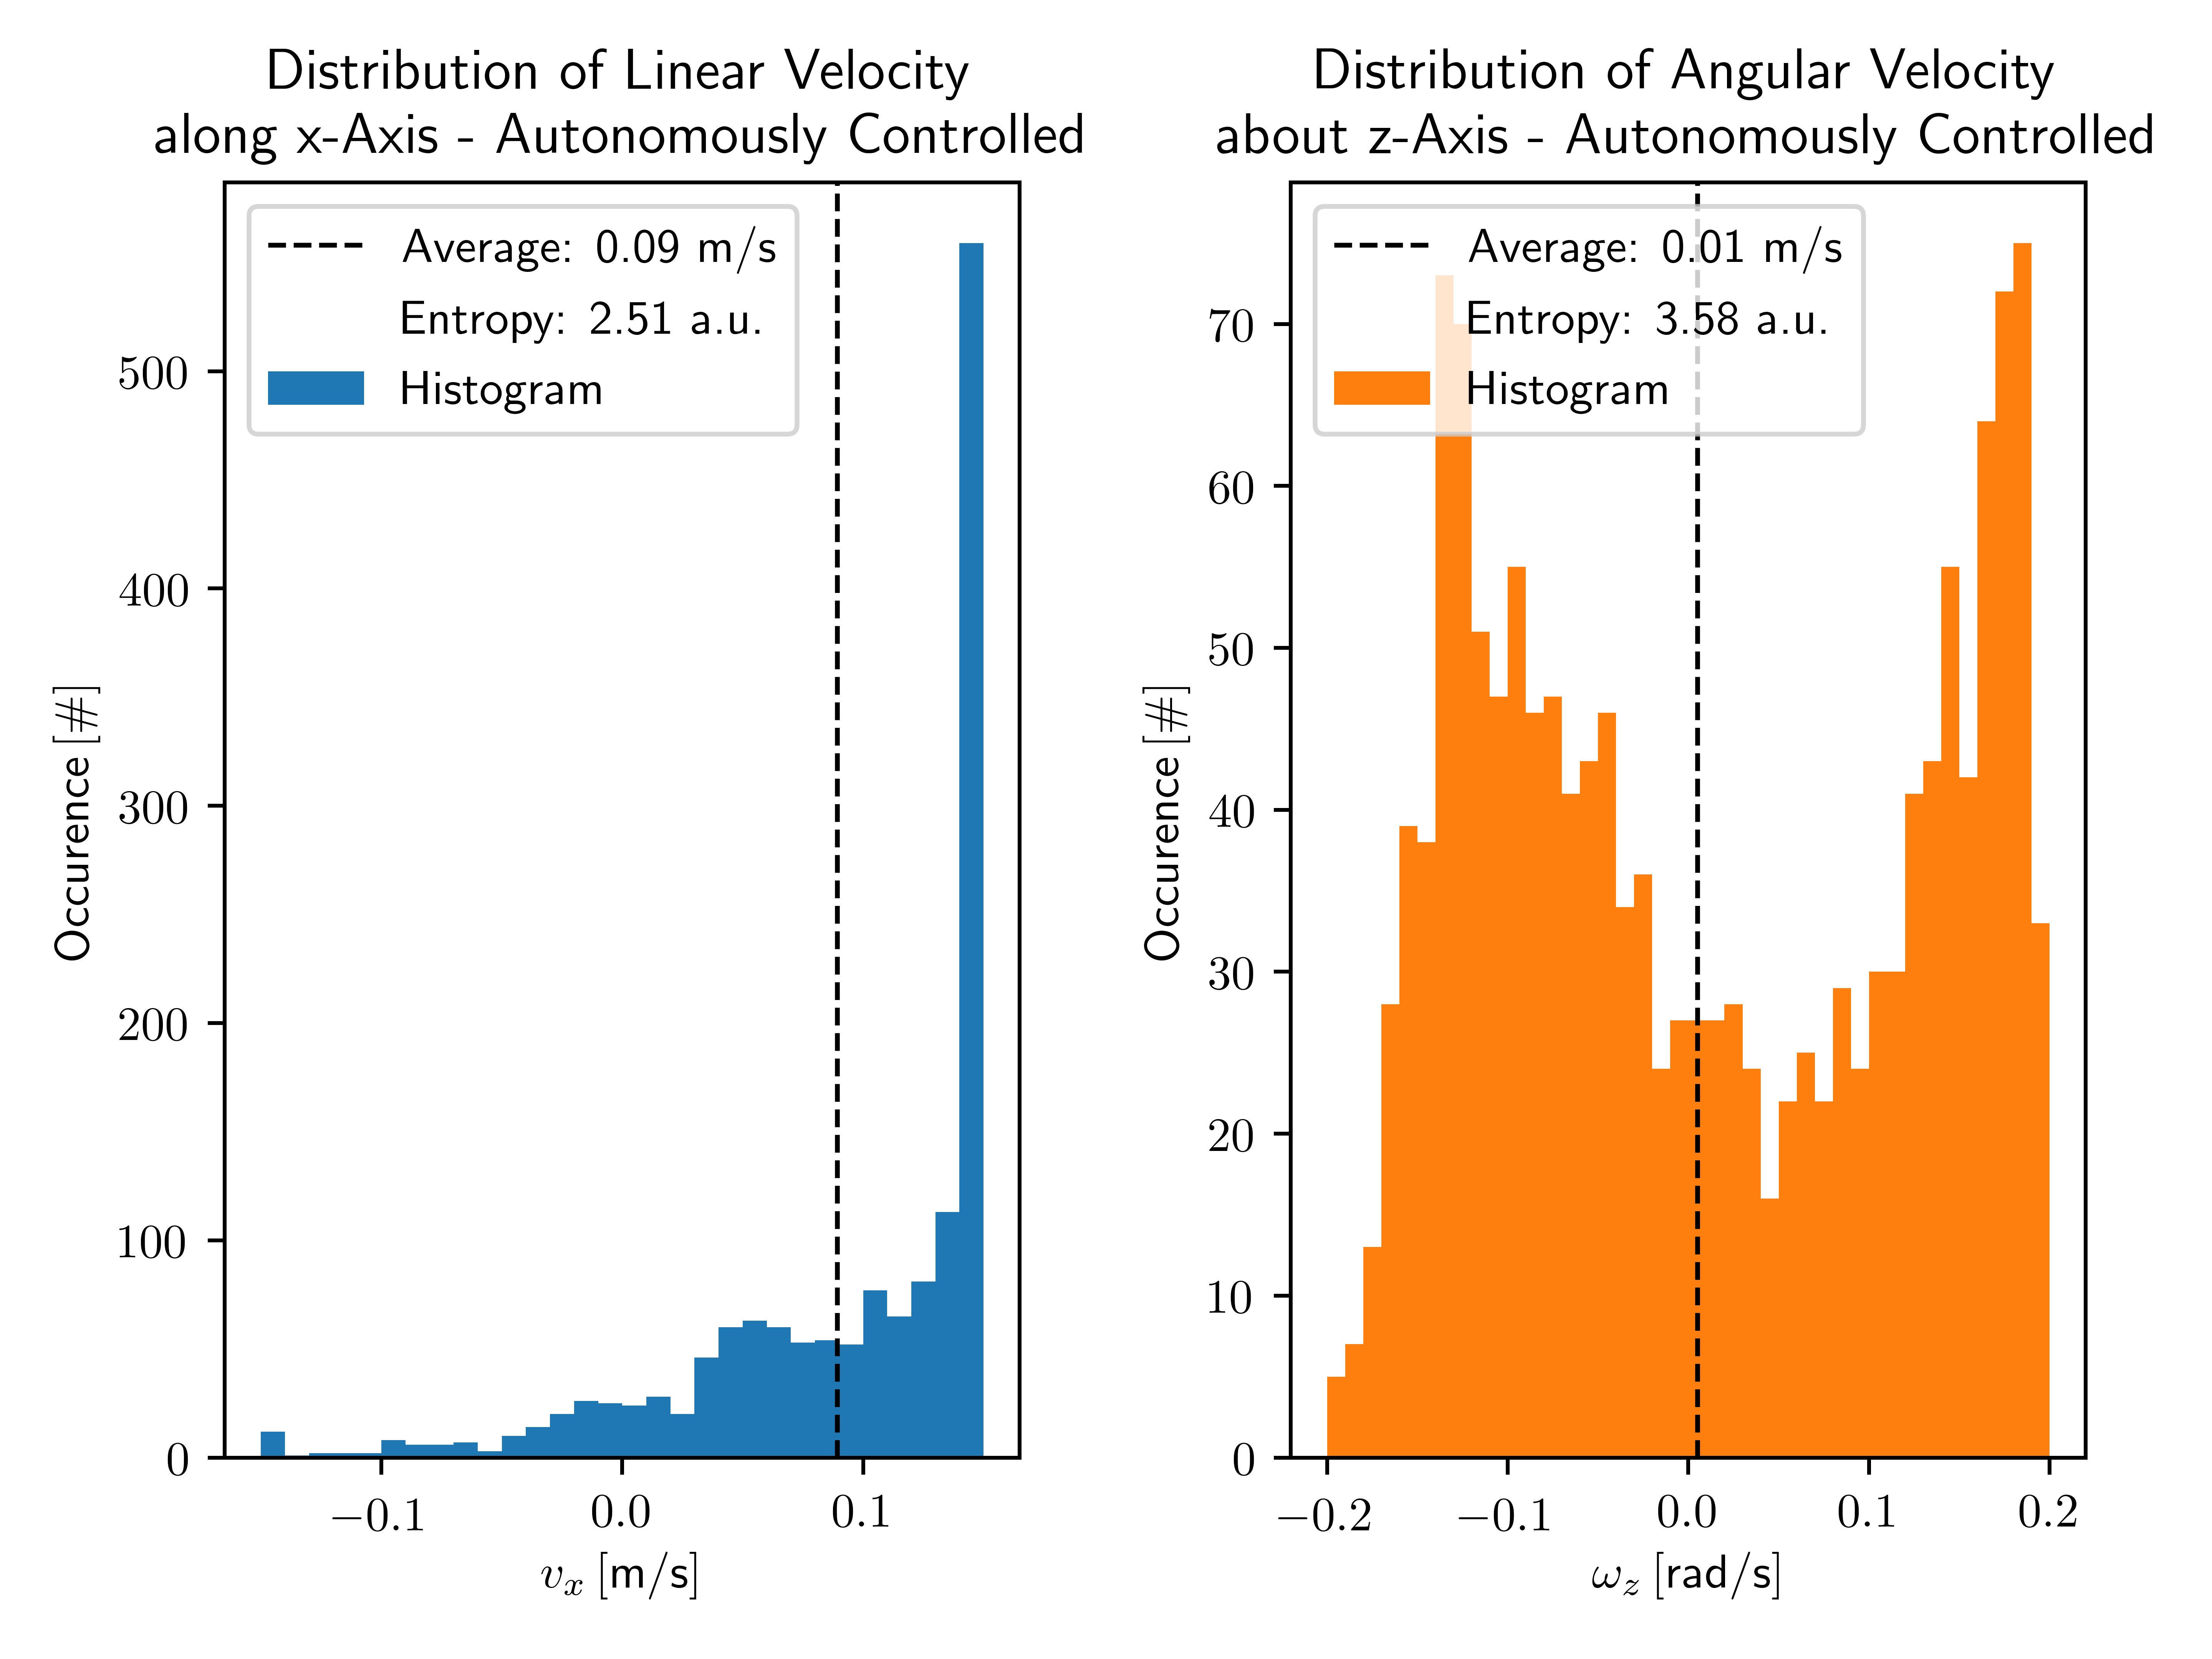 Distribution of Linear Velocity
along x-Axis - Autonomously Controlled
Average: 0.09 m/s
Entropy: 2.51 a.u.
Histogram
500
400
300
200
100
0
Occurence [#]
−0.1
0.0
0.1
v_x [m/s]
Distribution of Angular Velocity
about z-Axis - Autonomously Controlled
Average: 0.01 m/s
Entropy: 3.58 a.u.
Histogram
70
60
50
40
30
20
10
0
Occurence [#]
−0.2
−0.1
0.0
0.1
0.2
ω_z [rad/s]